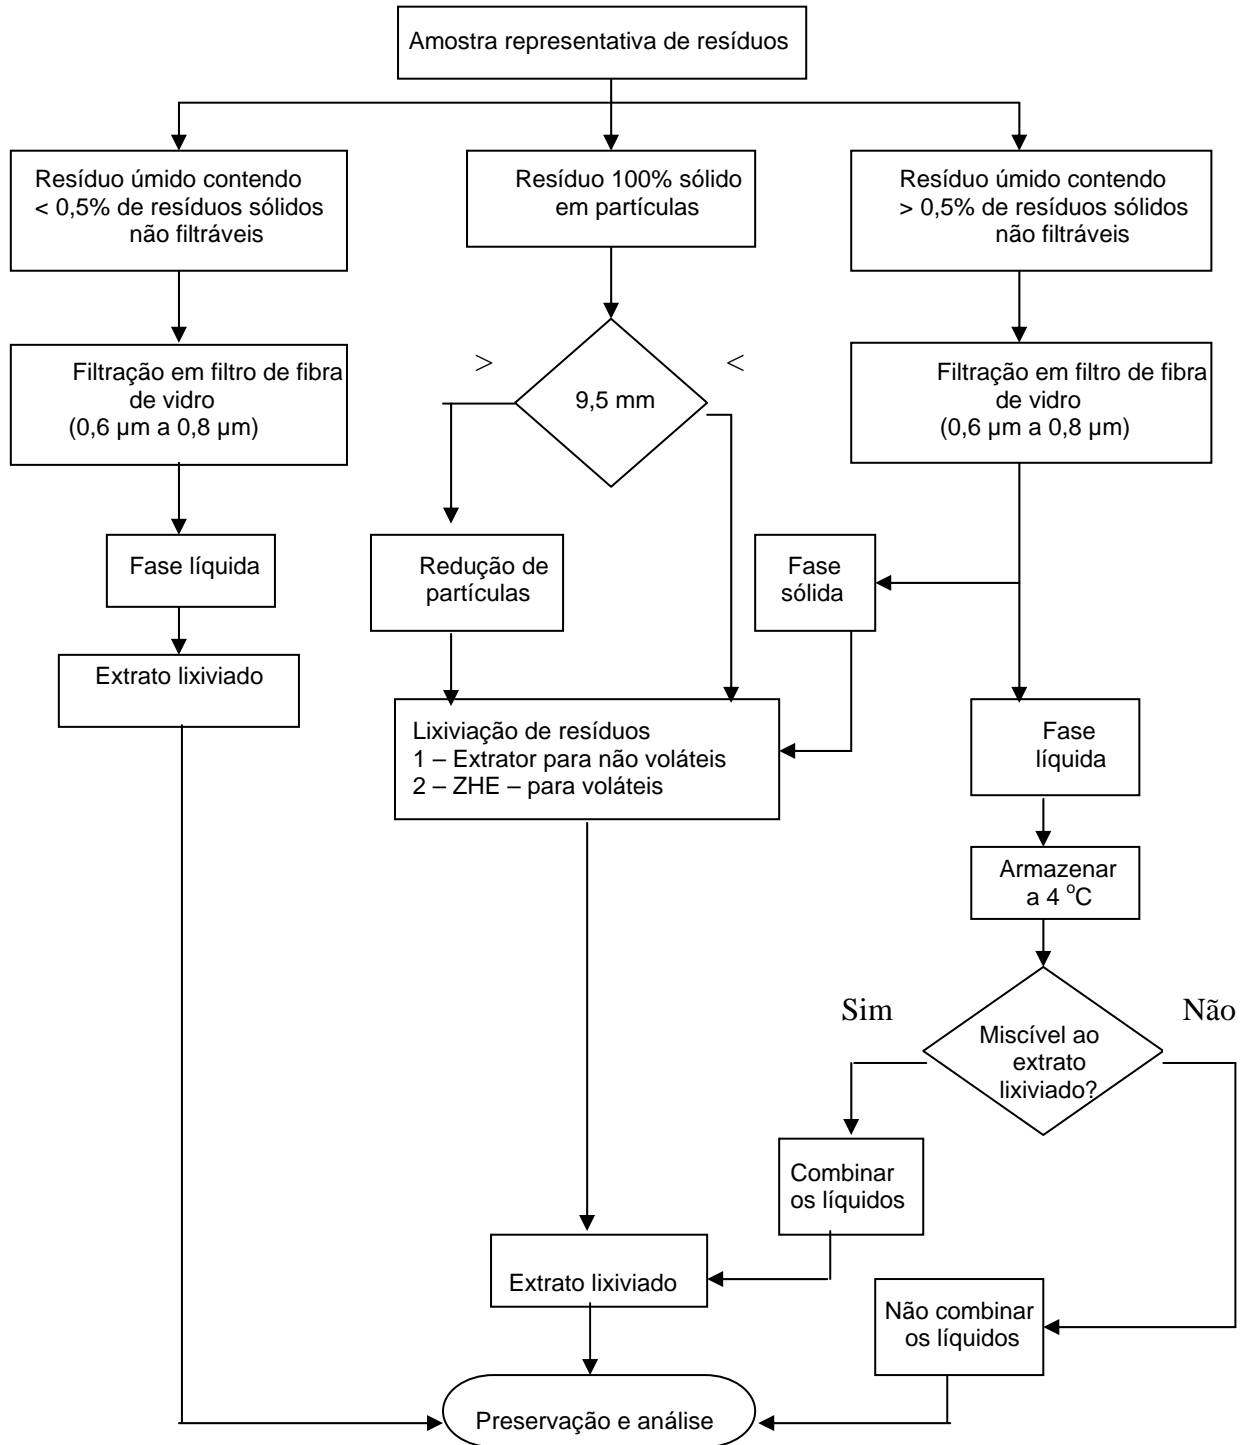 Amostra representativa de resíduos
Resíduo úmido contendo
< 0,5% de resíduos sólidos
não filtráveis
Resíduo 100% sólido
em partículas
Resíduo úmido contendo
> 0,5% de resíduos sólidos
não filtráveis
Filtração em filtro de fibra
de vidro
(0,6 µm a 0,8 µm)
>
9,5 mm
<
Filtração em filtro de fibra
de vidro
(0,6 µm a 0,8 µm)
Fase líquida
Redução de
partículas
Fase
sólida
Extrato lixiviado
Lixiviação de resíduos
1 – Extrator para não voláteis
2 – ZHE – para voláteis
Fase
líquida
Armazenar
a 4 °C
Sim
Não
Miscível ao
extrato
lixiviado?
Combinar
os líquidos
Extrato lixiviado
Não combinar
os líquidos
Preservação e análise